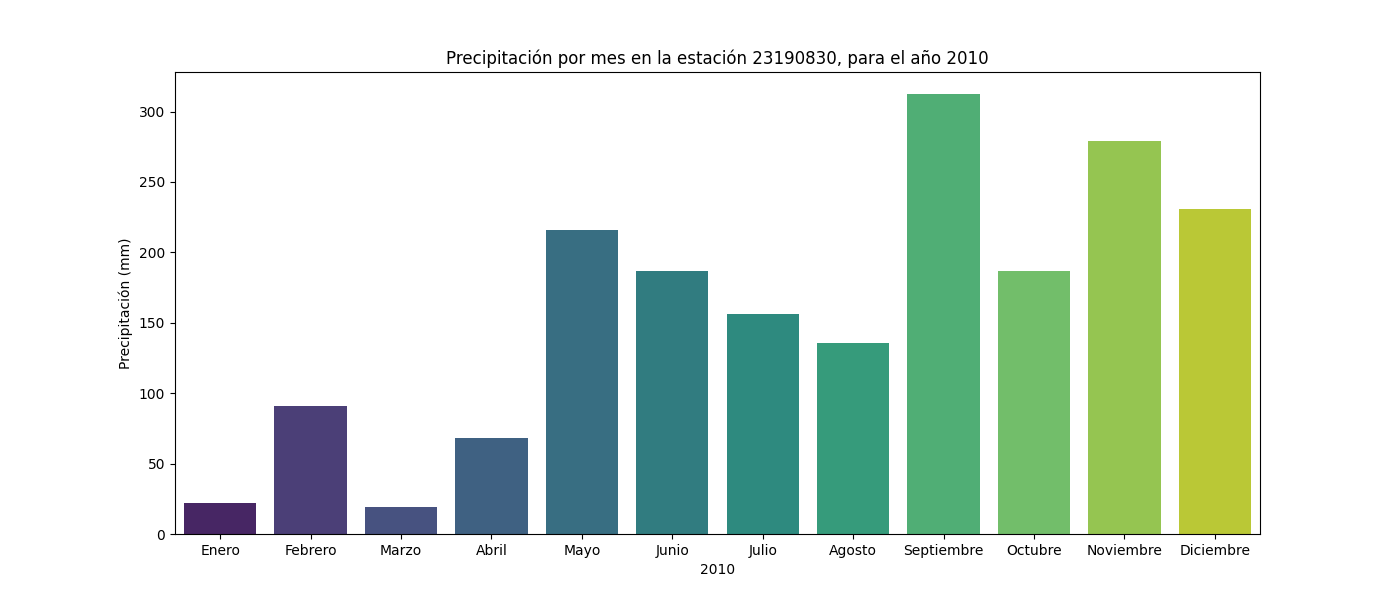 Precipitación por mes en la estación 23190830, para el año 2010
300
250
200
150
100
50
0
Precipitación (mm)
Enero Febrero Marzo Abril Mayo Junio Julio Agosto Septiembre Octubre Noviembre Diciembre
2010